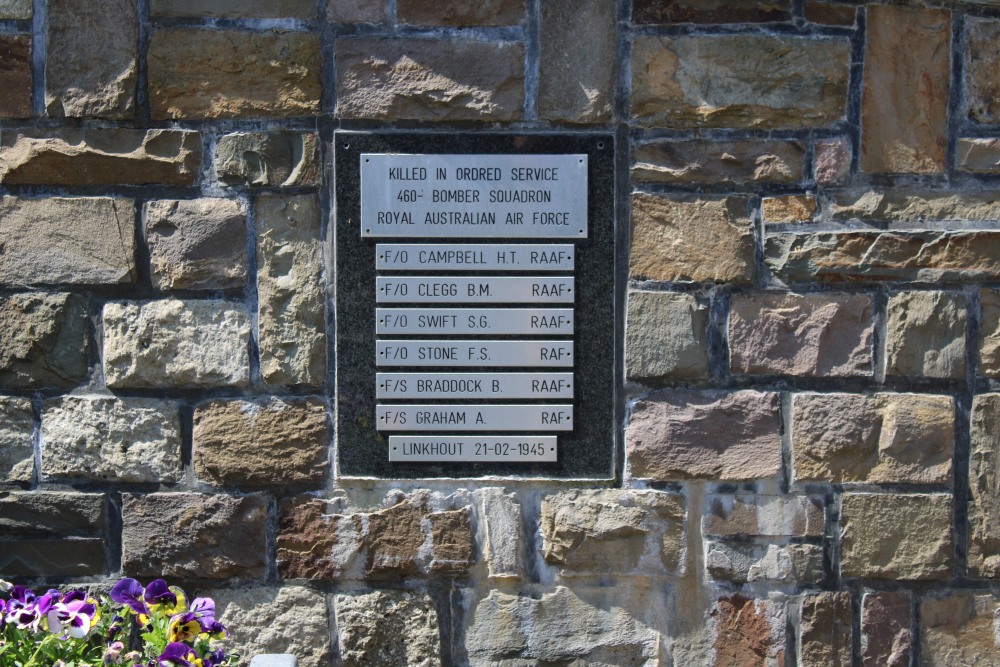 KILLED IN ORDRED SERVICE
460- BOMBER SQUADRON
ROYAL AUSTRALIAN AIR FORCE
F/O CAMPBELL H.T. RAAF
F/O CLEGG B.M. RAAF
F/O SWIFT S.G. RAAF
F/O STONE F.S. RAF
F/S BRADDOCK B. RAAF
F/S GRAHAM A. RAF
LINKHOUT 21-02-1945